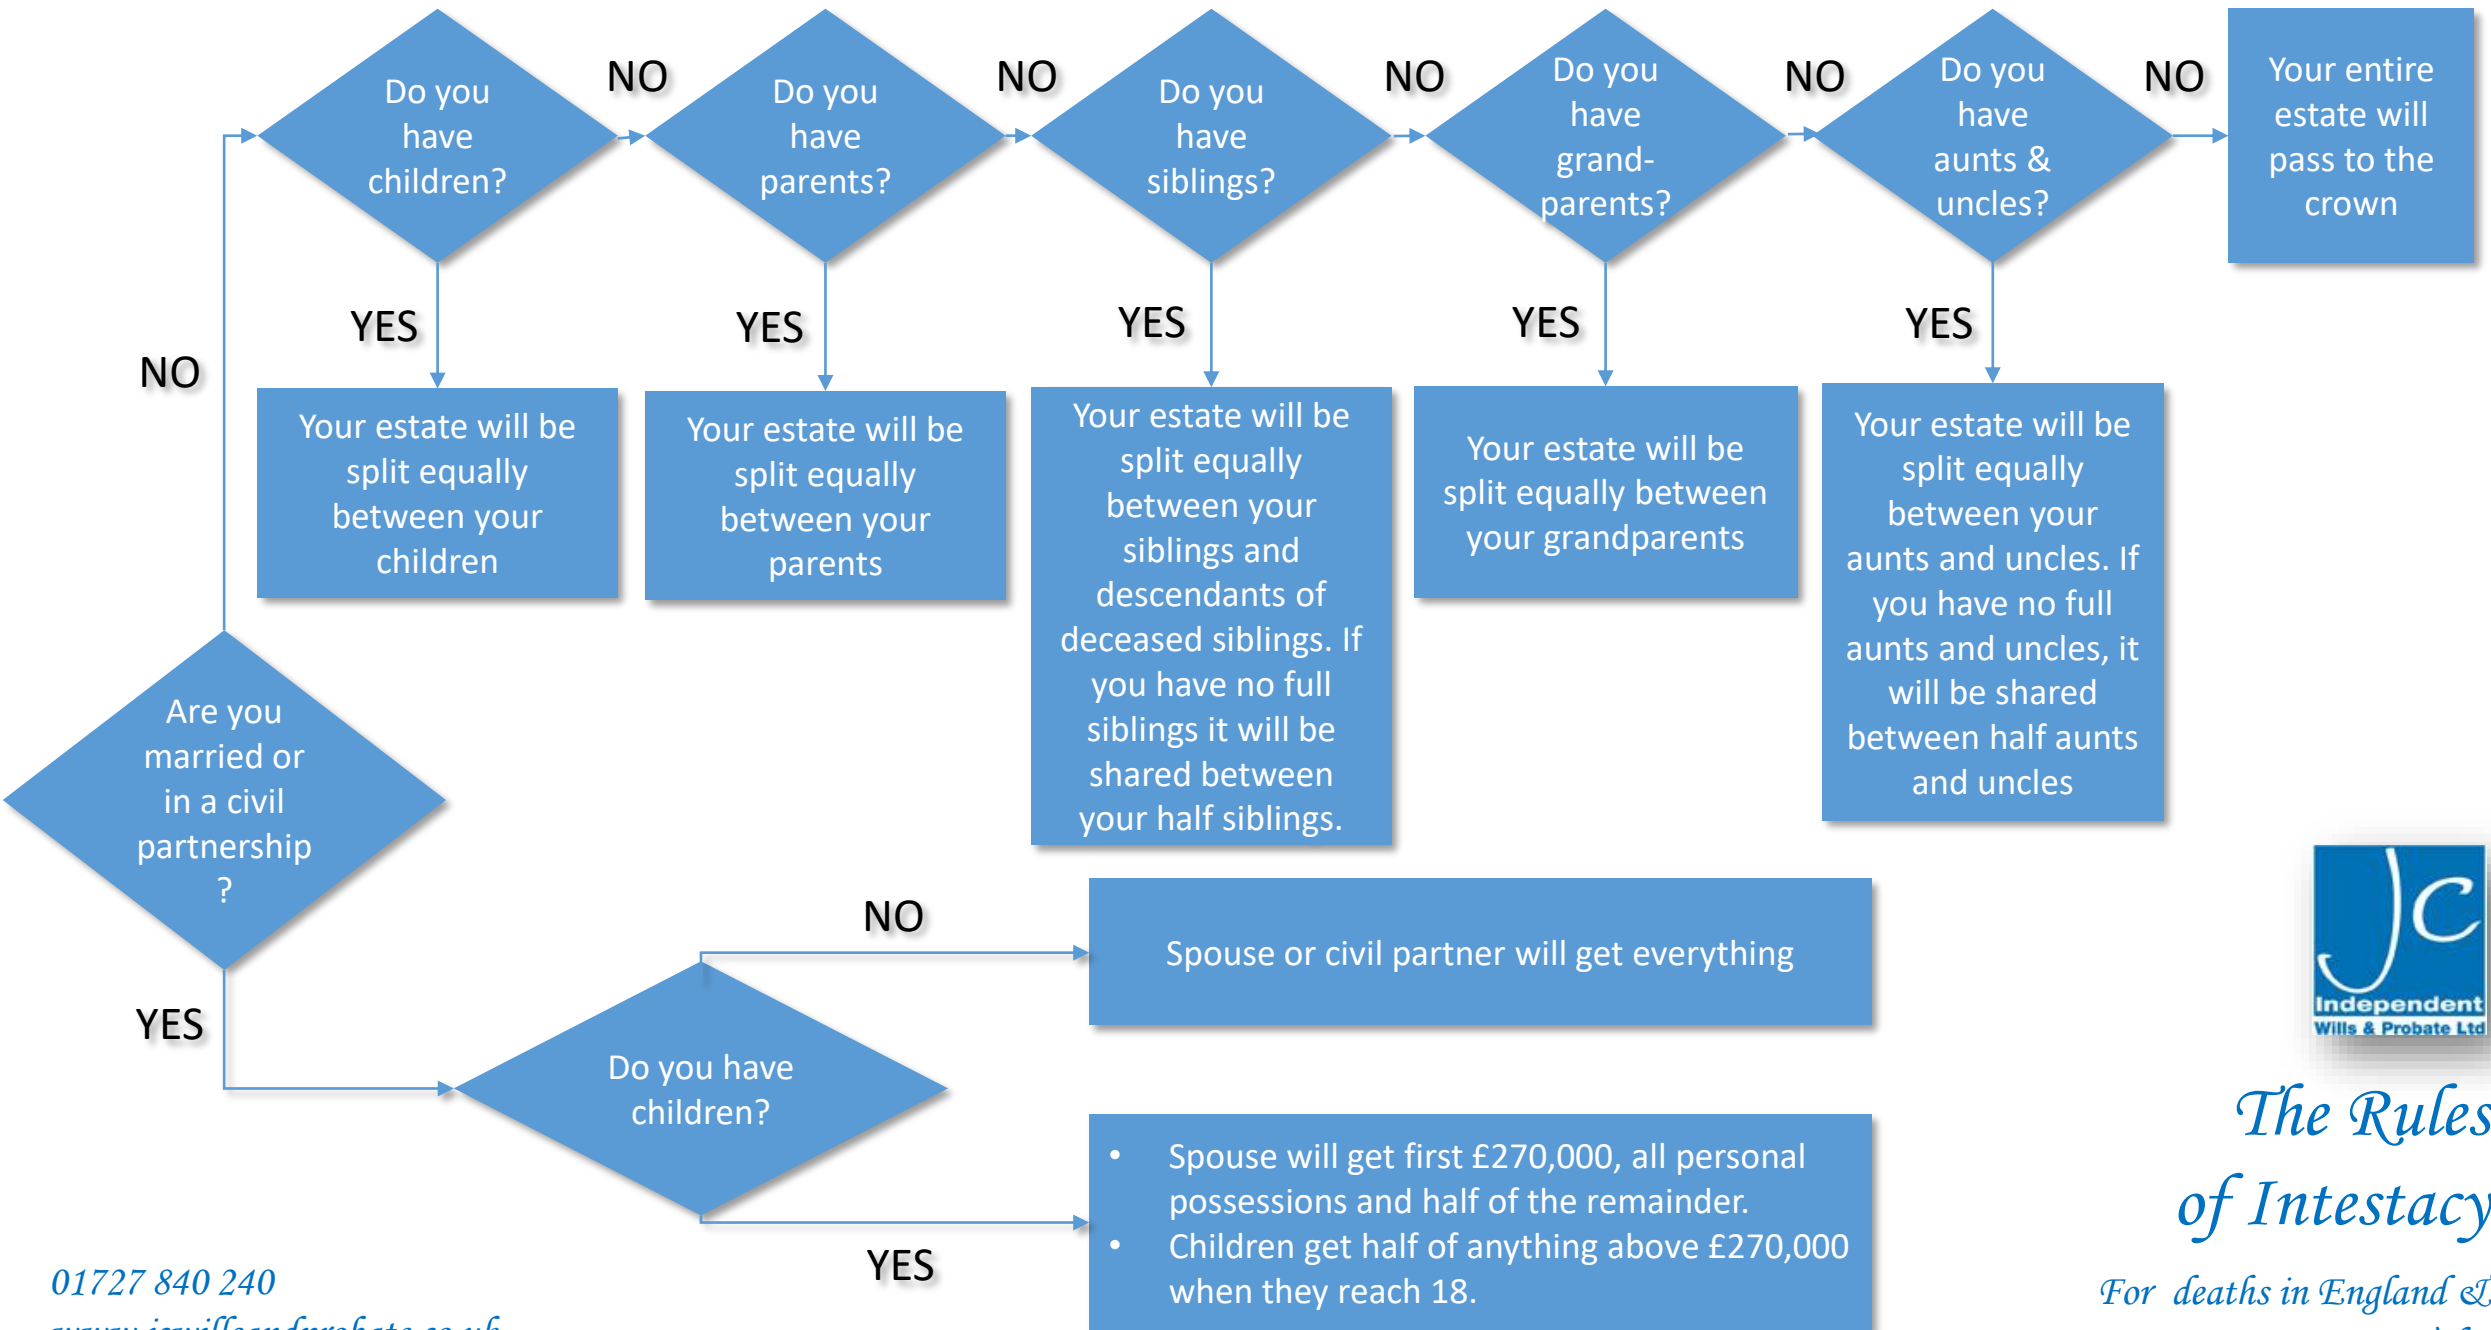 Do you
have
children?
NO
Do you
have
parents?
NO
Do you
have
siblings?
NO
Do you
have
grand-
parents?
NO
Do you
have
aunts &
uncles?
NO
Your entire
estate will
pass to the
crown
YES
YES
YES
YES
YES
NO
Your estate will be
split equally
between your
children
Your estate will be
split equally
between your
parents
Your estate will be
split equally
between your
siblings and
descendants of
deceased siblings. If
you have no full
siblings it will be
shared between
your half siblings.
Your estate will be
split equally between
your grandparents
Your estate will be
split equally
between your
aunts and uncles. If
you have no full
aunts and uncles, it
will be shared
between half aunts
and uncles
Are you
married or
in a civil
partnership
?
NO
Spouse or civil partner will get everything
YES
Do you have
children?
YES
• Spouse will get first £270,000, all personal
possessions and half of the remainder.
• Children get half of anything above £270,000
when they reach 18.
JC
Independent
Wills & Probate Ltd
The Rules
of Intestacy
For deaths in England &
01727 840 240
www.jcwillsandprobate.co.uk